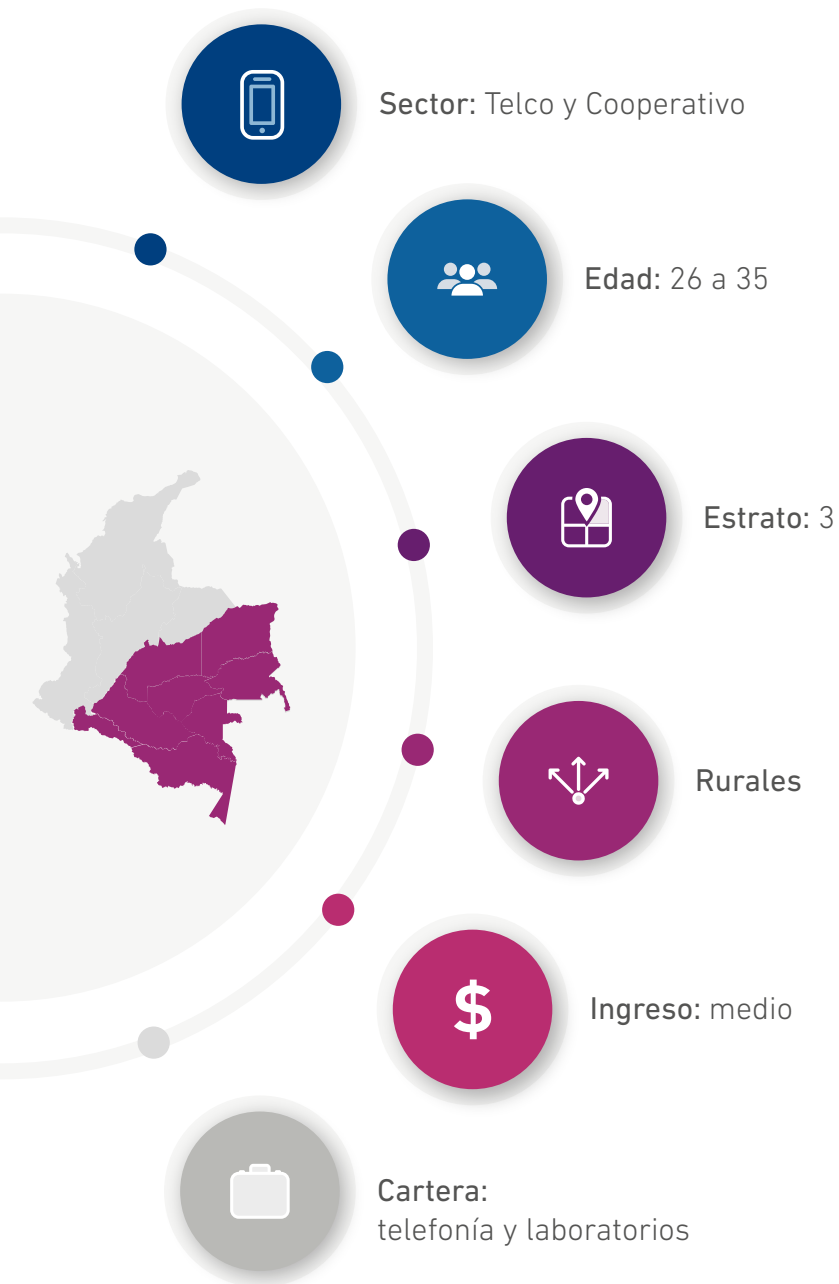 Sector: Telco y Cooperativo
Edad: 26 a 35
Estrato: 3
Rurales
$
Ingreso: medio
Cartera:
telefonía y laboratorios